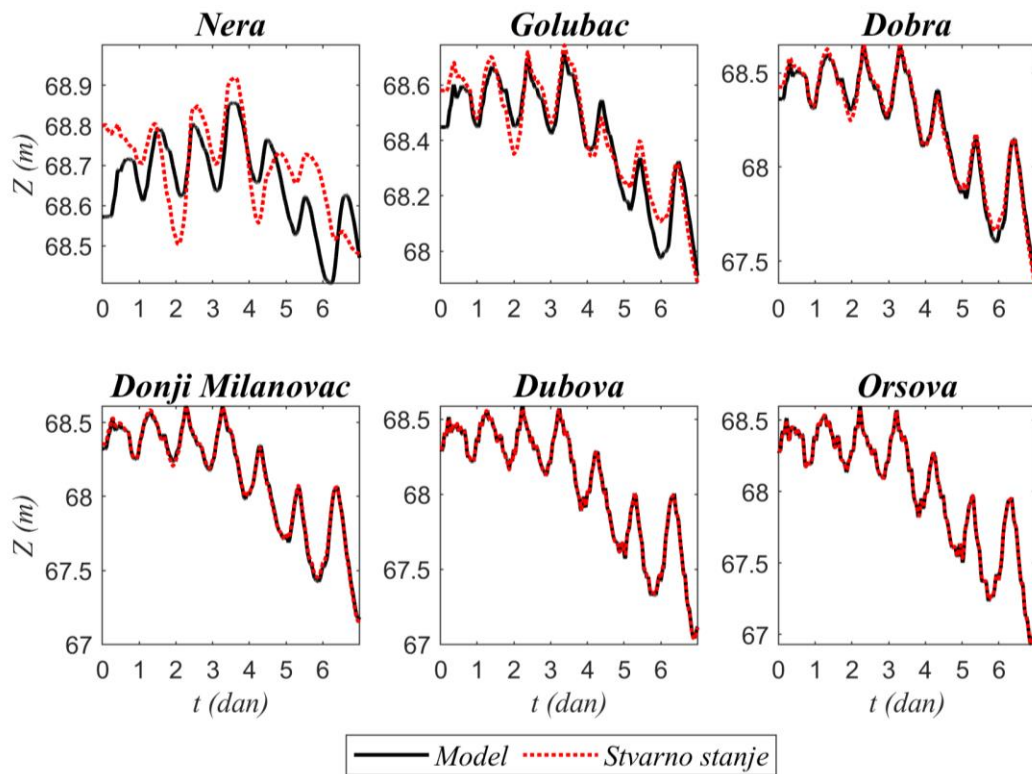 Nera
Golubac
Dobra
Z (m)
68.9
68.8
68.7
68.6
68.5
0 1 2 3 4 5 6
68.6
68.4
68.2
68
0 1 2 3 4 5 6
68.5
68
67.5
0 1 2 3 4 5 6
Donji Milanovac
Dubova
Orsova
Z (m)
68.5
68
67.5
67
0 1 2 3 4 5 6
t (dan)
68.5
68
67.5
67
0 1 2 3 4 5 6
t (dan)
68.5
68
67.5
67
0 1 2 3 4 5 6
t (dan)
Model Stvarno stanje